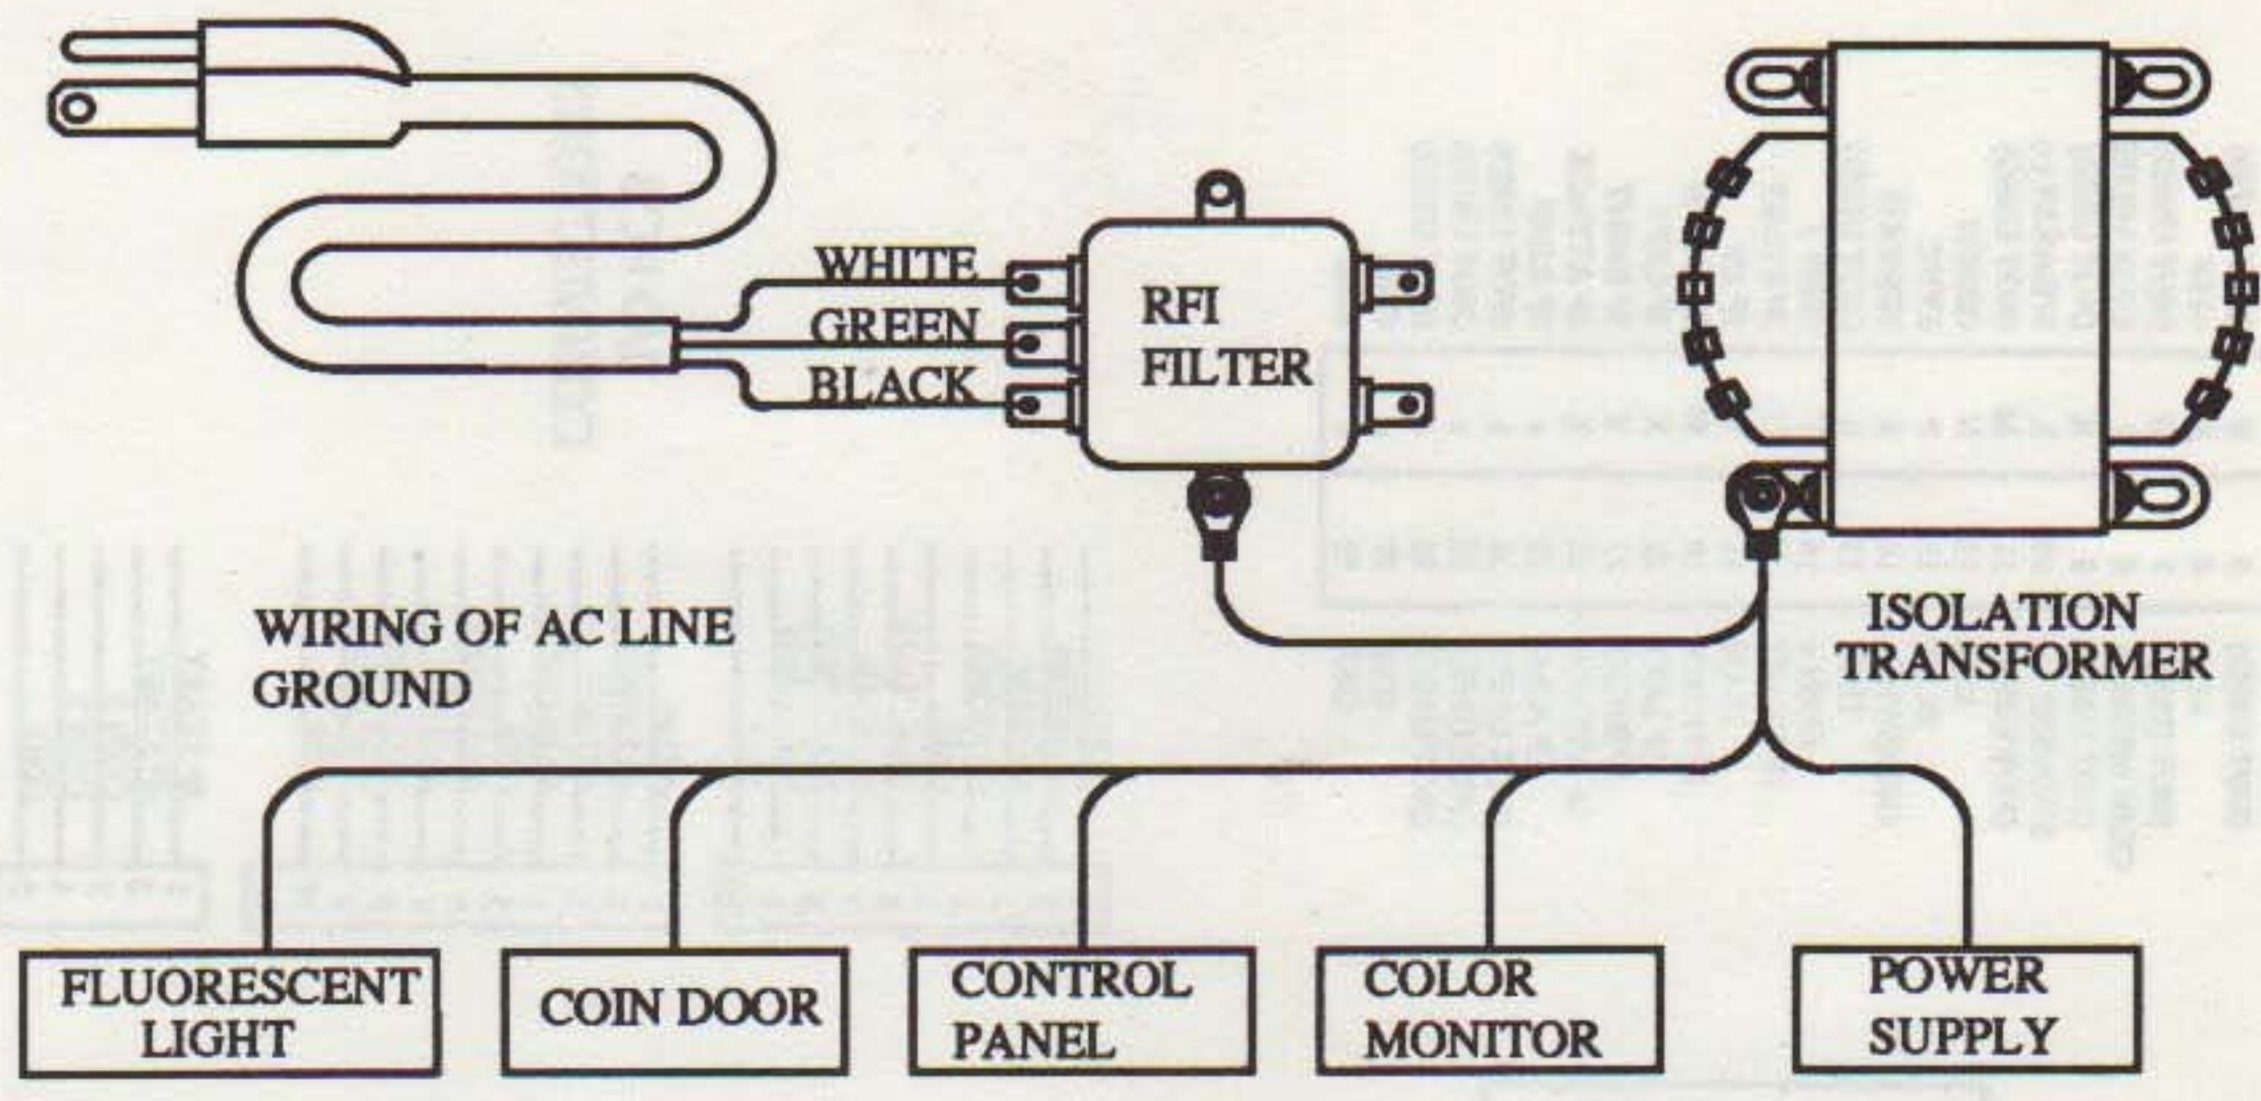 WHITE
GREEN
BLACK
RFI
FILTER
WIRING OF AC LINE
GROUND
ISOLATION
TRANSFORMER
FLUORESCENT
LIGHT
COIN DOOR
CONTROL
PANEL
COLOR
MONITOR
POWER
SUPPLY